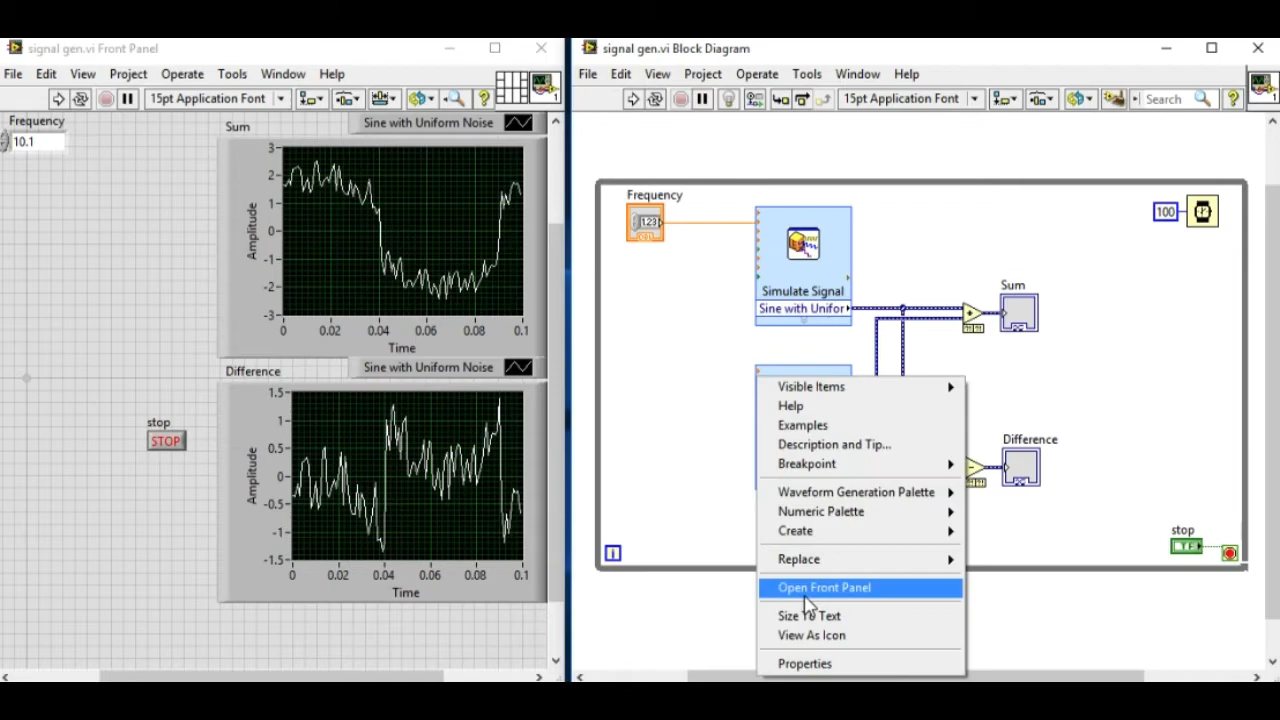 signal gen.vi Front Panel
File Edit View Project Operate Tools Window Help
15pt Application Font
1
Frequency
10.1
Sum
Sine with Uniform Noise
Amplitude
3
2
1
0
-1
-2
-3
0 0.02 0.04 0.06 0.08 0.1
Time
Difference
Sine with Uniform Noise
Amplitude
1.5
1
0.5
0
-0.5
-1
-1.5
0 0.02 0.04 0.06 0.08 0.1
Time
stop
STOP
signal gen.vi Block Diagram
File Edit View Project Operate Tools Window Help
15pt Application Font
Search
1
Frequency
1.23
100
Simulate Signal
Sine with Unifor
Sum
Difference
stop
TF
i
Visible Items
Help
Examples
Description and Tip...
Breakpoint
Waveform Generation Palette
Numeric Palette
Create
Replace
Open Front Panel
Size To Text
View As Icon
Properties